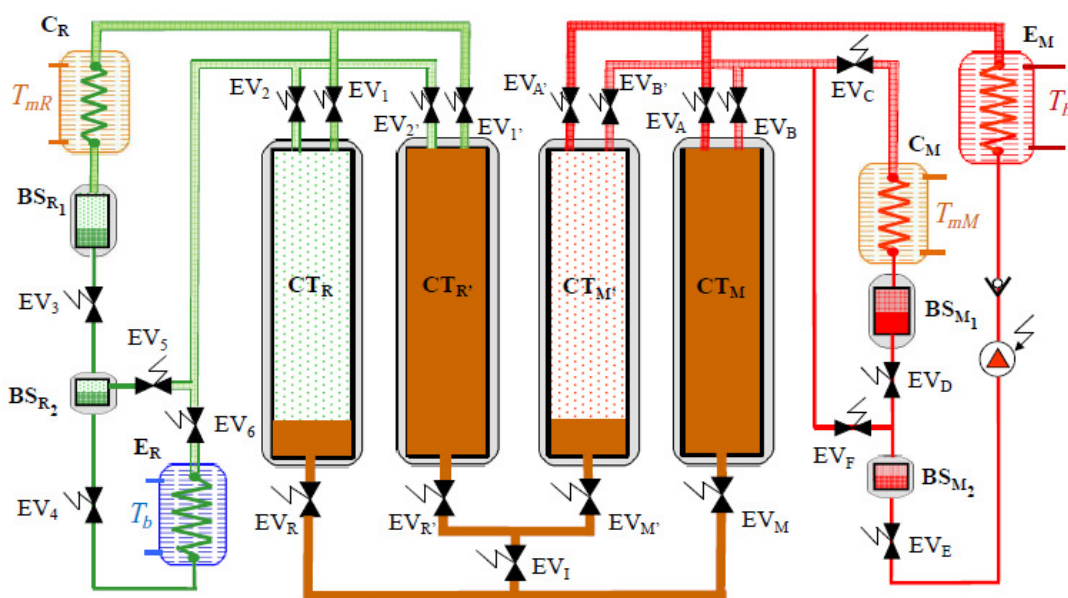 C_R
E_M
T_mR
EV_2
EV_1
EV_A'
EV_B'
EV_C
T_h
EV_2'
EV_1'
EV_A
EV_B
C_M
BS_R1
T_mM
CT_R
CT_R'
CT_M'
CT_M
EV_3
BS_M1
EV_5
EV_D
BS_R2
EV_6
EV_F
E_R
BS_M2
EV_4
T_b
EV_R
EV_R'
EV_M'
EV_M
EV_E
EV_I